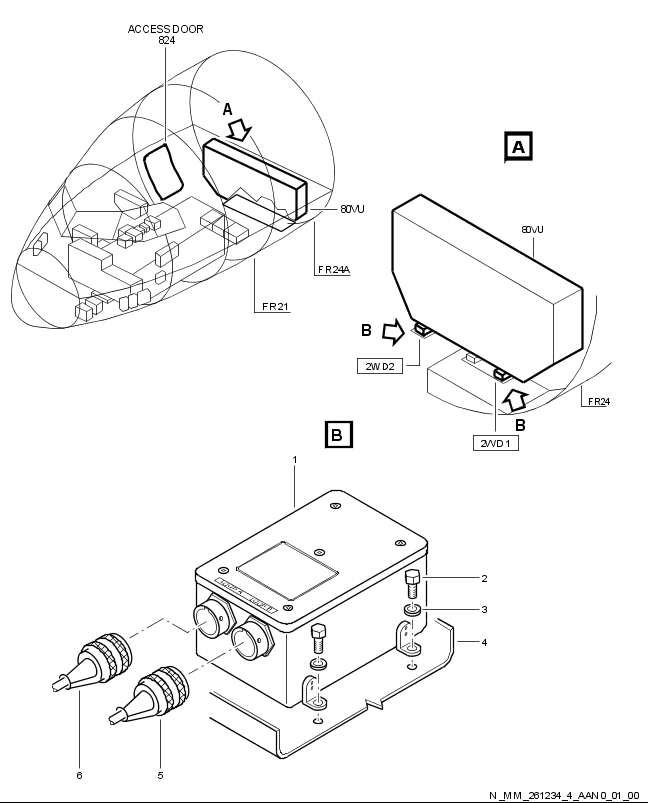 ACCESS DOOR
824
A
80VU
FR24A
FR21
A
80VU
B
2WD2
FR24
B
2WD1
B
1
2
3
4
6
5
N_MM_261234_4_AAN0_01_00